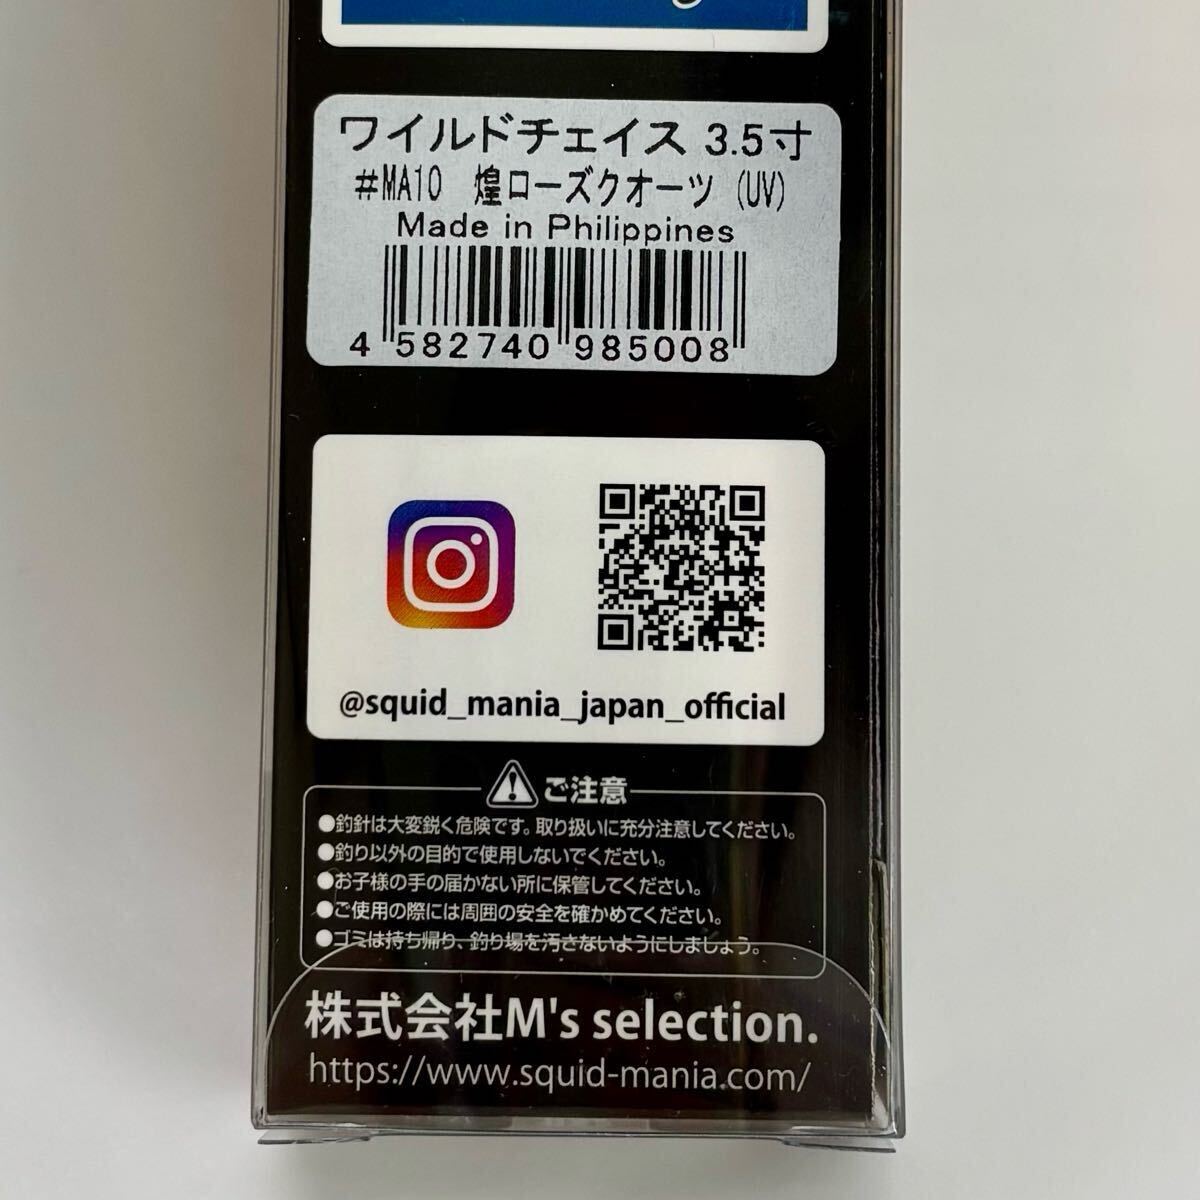 ワイルドチェイス 3.5寸
#MA10 煌ローズクオーツ (UV)
Made in Philippines
4 582740 985008
@squid_mania_japan_official
ご注意
●釣針は大変鋭く危険です。取り扱いに充分注意してください。
●釣り以外の目的で使用しないでください。
●お子様の手の届かない所に保管してください。
●ご使用の際には周囲の安全を確かめてください。
●ゴミは持ち帰り、釣り場を汚さないようにしましょう。
株式会社M's selection.
https://www.squid-mania.com/